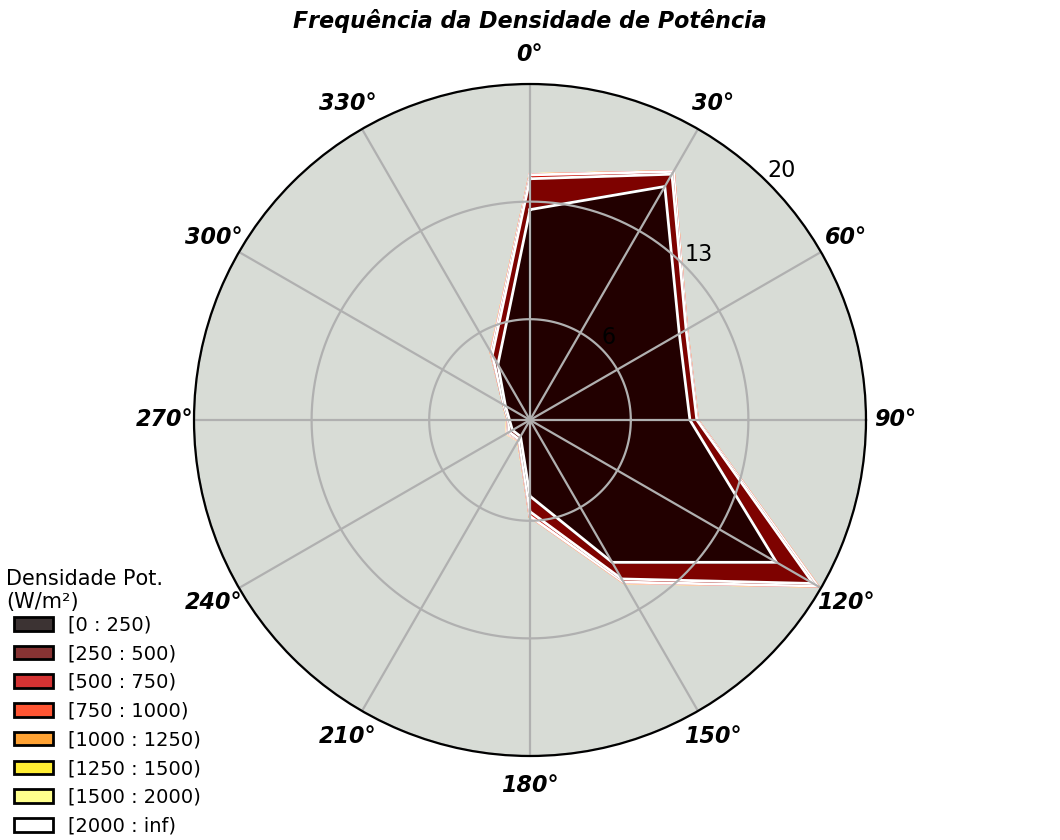 Frequência da Densidade de Potência
0°
330°
30°
20
300°
60°
13
6
270°
90°
Densidade Pot.
(W/m²)
240°
120°
[0 : 250)
[250 : 500)
[500 : 750)
[750 : 1000)
[1000 : 1250)
[1250 : 1500)
[1500 : 2000)
[2000 : inf)
210°
150°
180°